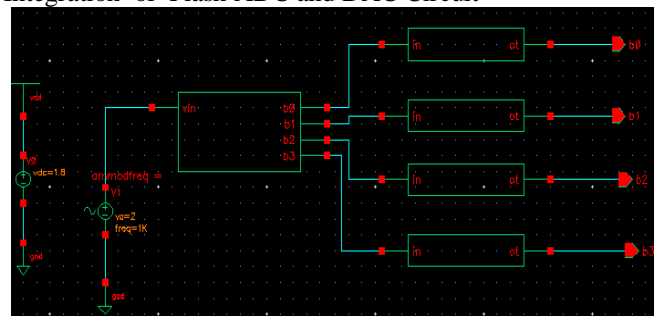 Integration of Flash ADC and DAC Circuit
in ot b0
vdd vin b0
in ot b1
b1
b2
b3
in ot b2
vdc=1.8
V1
va=2
freq=1K
in ot b3
gnd
gnd